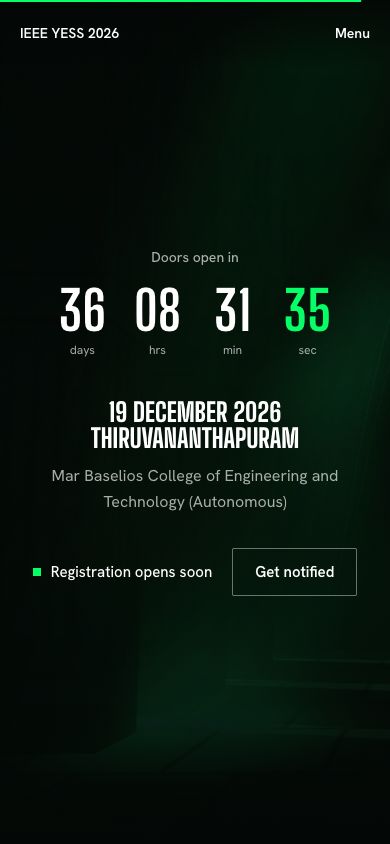 IEEE YESS 2026
Menu
Doors open in
36 08 31 35
days hrs min sec
19 DECEMBER 2026
THIRUVANANTHAPURAM
Mar Baselios College of Engineering and
Technology (Autonomous)
Registration opens soon
Get notified